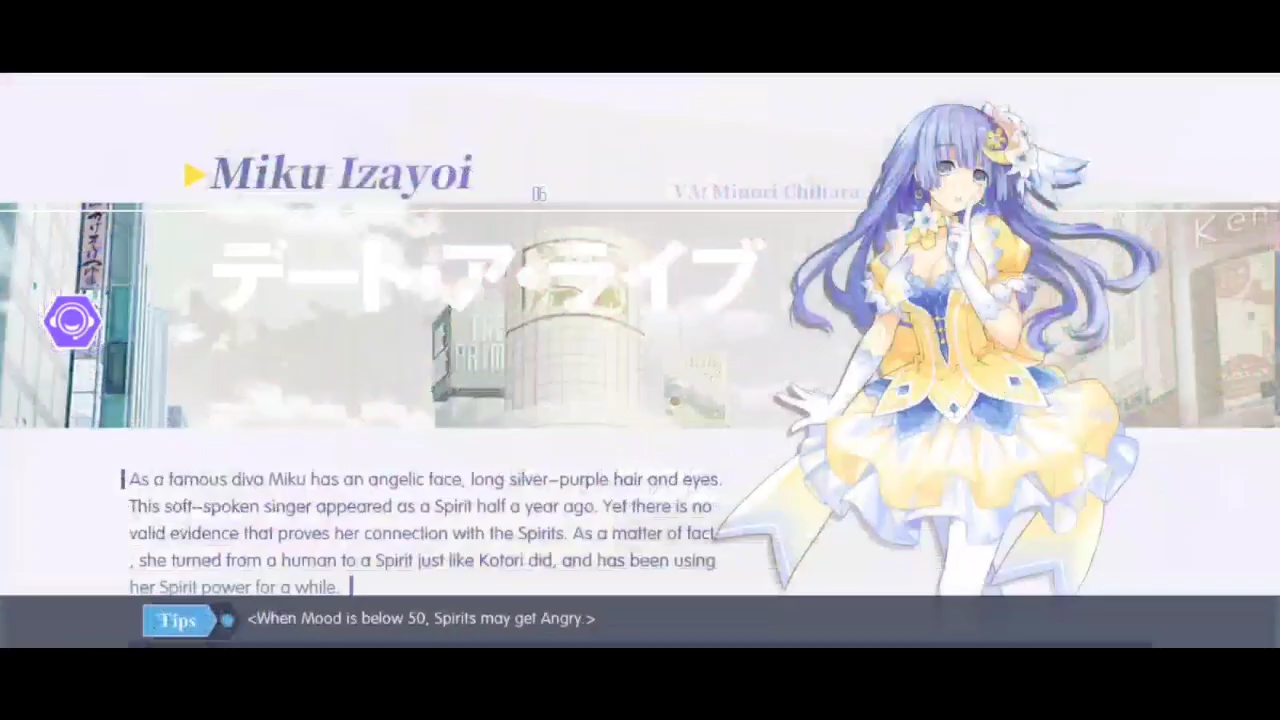 Miku Izayoi
05
VA: Minori Chihara
デート・ア・ライブ
Ken
THE
PRIM
As a famous diva Miku has an angelic face, long silver-purple hair and eyes.
This soft-spoken singer appeared as a Spirit half a year ago. Yet there is no
valid evidence that proves her connection with the Spirits. As a matter of fact
, she turned from a human to a Spirit just like Kotori did, and has been using
her Spirit power for a while.
Tips
<When Mood is below 50, Spirits may get Angry.>